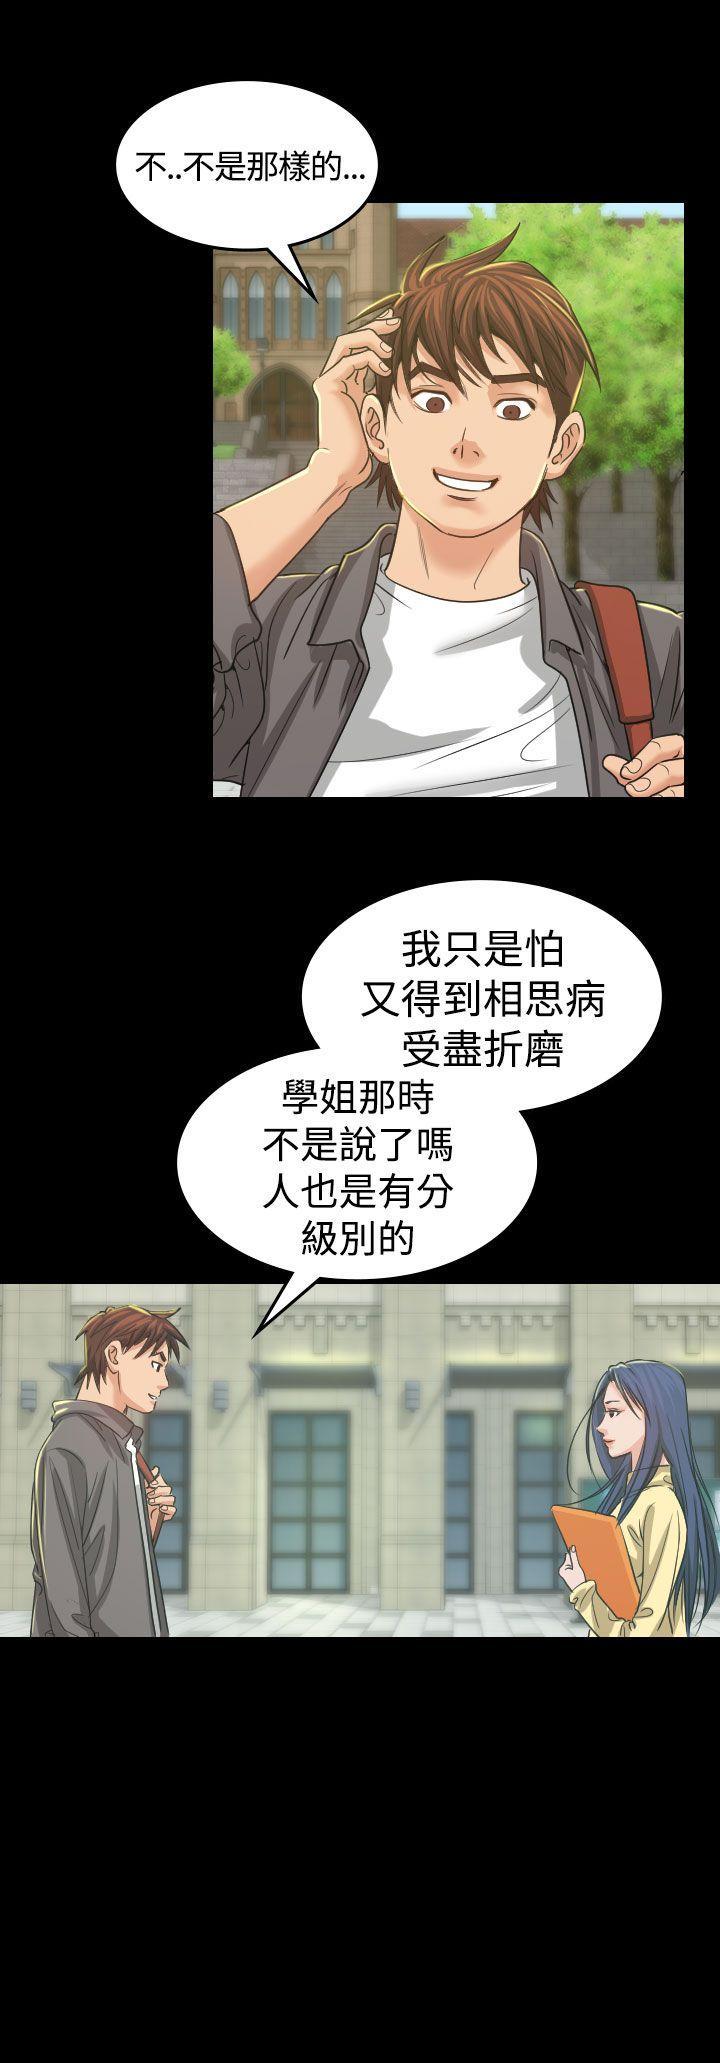 不..不是那樣的...
我只是怕
又得到相思病
受盡折磨
學姐那時
不是說了嗎
人也是有分
級別的